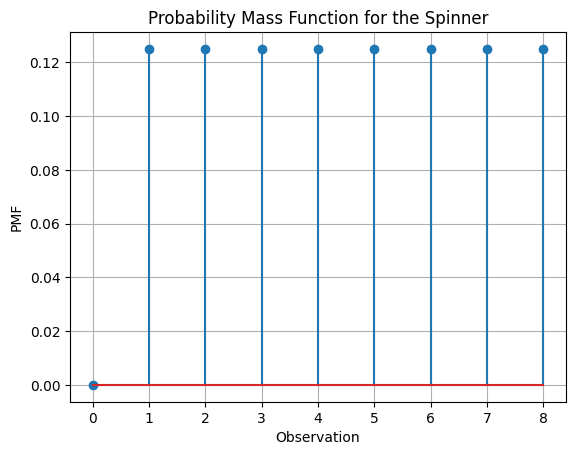 Probability Mass Function for the Spinner
0.12
0.10
0.08
0.06
0.04
0.02
0.00
PMF
0 1 2 3 4 5 6 7 8
Observation